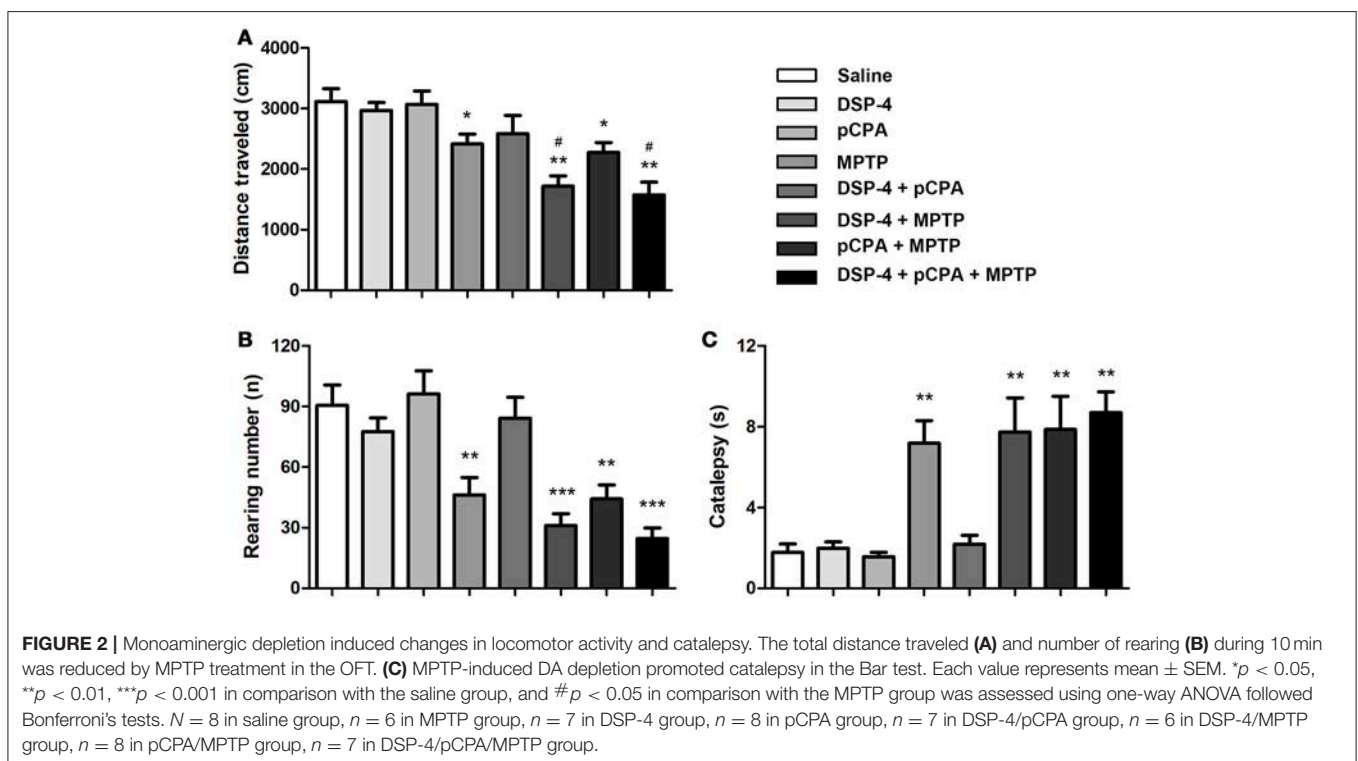 A
4000
3000
2000
1000
0
Distance traveled (cm)
*
#
**
*
#
**
Saline
DSP-4
pCPA
MPTP
DSP-4 + pCPA
DSP-4 + MPTP
pCPA + MPTP
DSP-4 + pCPA + MPTP
B
120
90
60
30
0
Rearing number (n)
**
***
**
***
C
12
8
4
0
Catalepsy (s)
**
**
**
**
FIGURE 2 | Monoaminergic depletion induced changes in locomotor activity and catalepsy. The total distance traveled (A) and number of rearing (B) during 10 min
was reduced by MPTP treatment in the OFT. (C) MPTP-induced DA depletion promoted catalepsy in the Bar test. Each value represents mean ± SEM. *p < 0.05,
**p < 0.01, ***p < 0.001 in comparison with the saline group, and #p < 0.05 in comparison with the MPTP group was assessed using one-way ANOVA followed
Bonferroni's tests. N = 8 in saline group, n = 6 in MPTP group, n = 7 in DSP-4 group, n = 8 in pCPA group, n = 7 in DSP-4/pCPA group, n = 6 in DSP-4/MPTP
group, n = 8 in pCPA/MPTP group, n = 7 in DSP-4/pCPA/MPTP group.